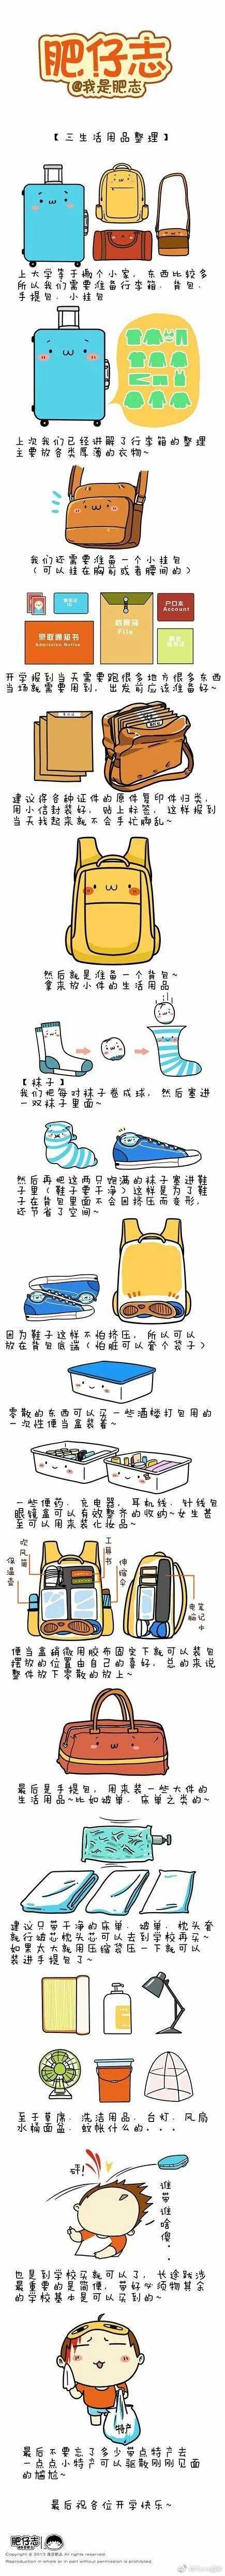 肥仔志
@我是肥志
【三生活用品整理】
上大学等于搬个小家，东西比较多
所以我们需要准备行李箱．背包．
手提包．小挂包
上次我们已经讲解了行李箱的整理
主要放各类厚薄的衣物~
我们还需要准备一个小挂包
（可以挂在胸前或者腰间的）
录取通知书
Admission Notice
档案袋
File
户口本
Account
开学报到当天需要跑很多地方很多东西
当场就需要用到，出发前应该准备好~
建议将各种证件的原件复印件归类，
用小信封装好，贴上标签，这样报到
当天找起来就不会手忙脚乱~
然后就是准备一个背包~
拿来放小件的生活用品
【袜子】
我们把每对袜子卷成球，然后塞进
一双袜子里面~
然后再把这两只饱满的袜子塞进鞋
子里（鞋子要干净）这样是为了鞋
子在背包里面不会因挤压而变形，
还节省了空间~
因为鞋子这样不怕挤压，所以可以
放在背包底端（怕脏可以套个袋子）
零散的东西可以买一些酒楼打包用的
一次性便当盒装着~
一些便药．充电器，耳机线．针线包
眼镜盒可以有效整齐的收纳~女生甚
至可以用来装化妆品~
吹风筒
保温壶
工具书
伸缩伞
笔记本
电脑
便当盒稍微用胶布固定下就可以装包
摆放的位置由自己的喜好，总的来说
整件放下零散的放上~
最后是手提包，用来装一些大件的
生活用品~比如被单．床单之类的~
建议只带干净的床单．被单．枕头套
就行被芯枕头芯可以去到学校再买~
如果太大就用压缩袋压一下就可以
装进手提包了~
至于草席．洗洁用品．台灯．风扇
水桶面盆．蚊帐什么的...
砰！
谁带谁啥傻..
也是到学校买就可以了，长途跋涉
最重要的是简便，带好必须物其余
的学校基本是可以买到的~
特产
最后不要忘了多少带点特产去
一点点小特产可以驱散刚刚见面
的尴尬~
最后祝各位开学快乐~
肥仔志
Copyright © 2013 我是肥志 All rights reserved.
Reproduction in whole or in part without permission is prohibited.